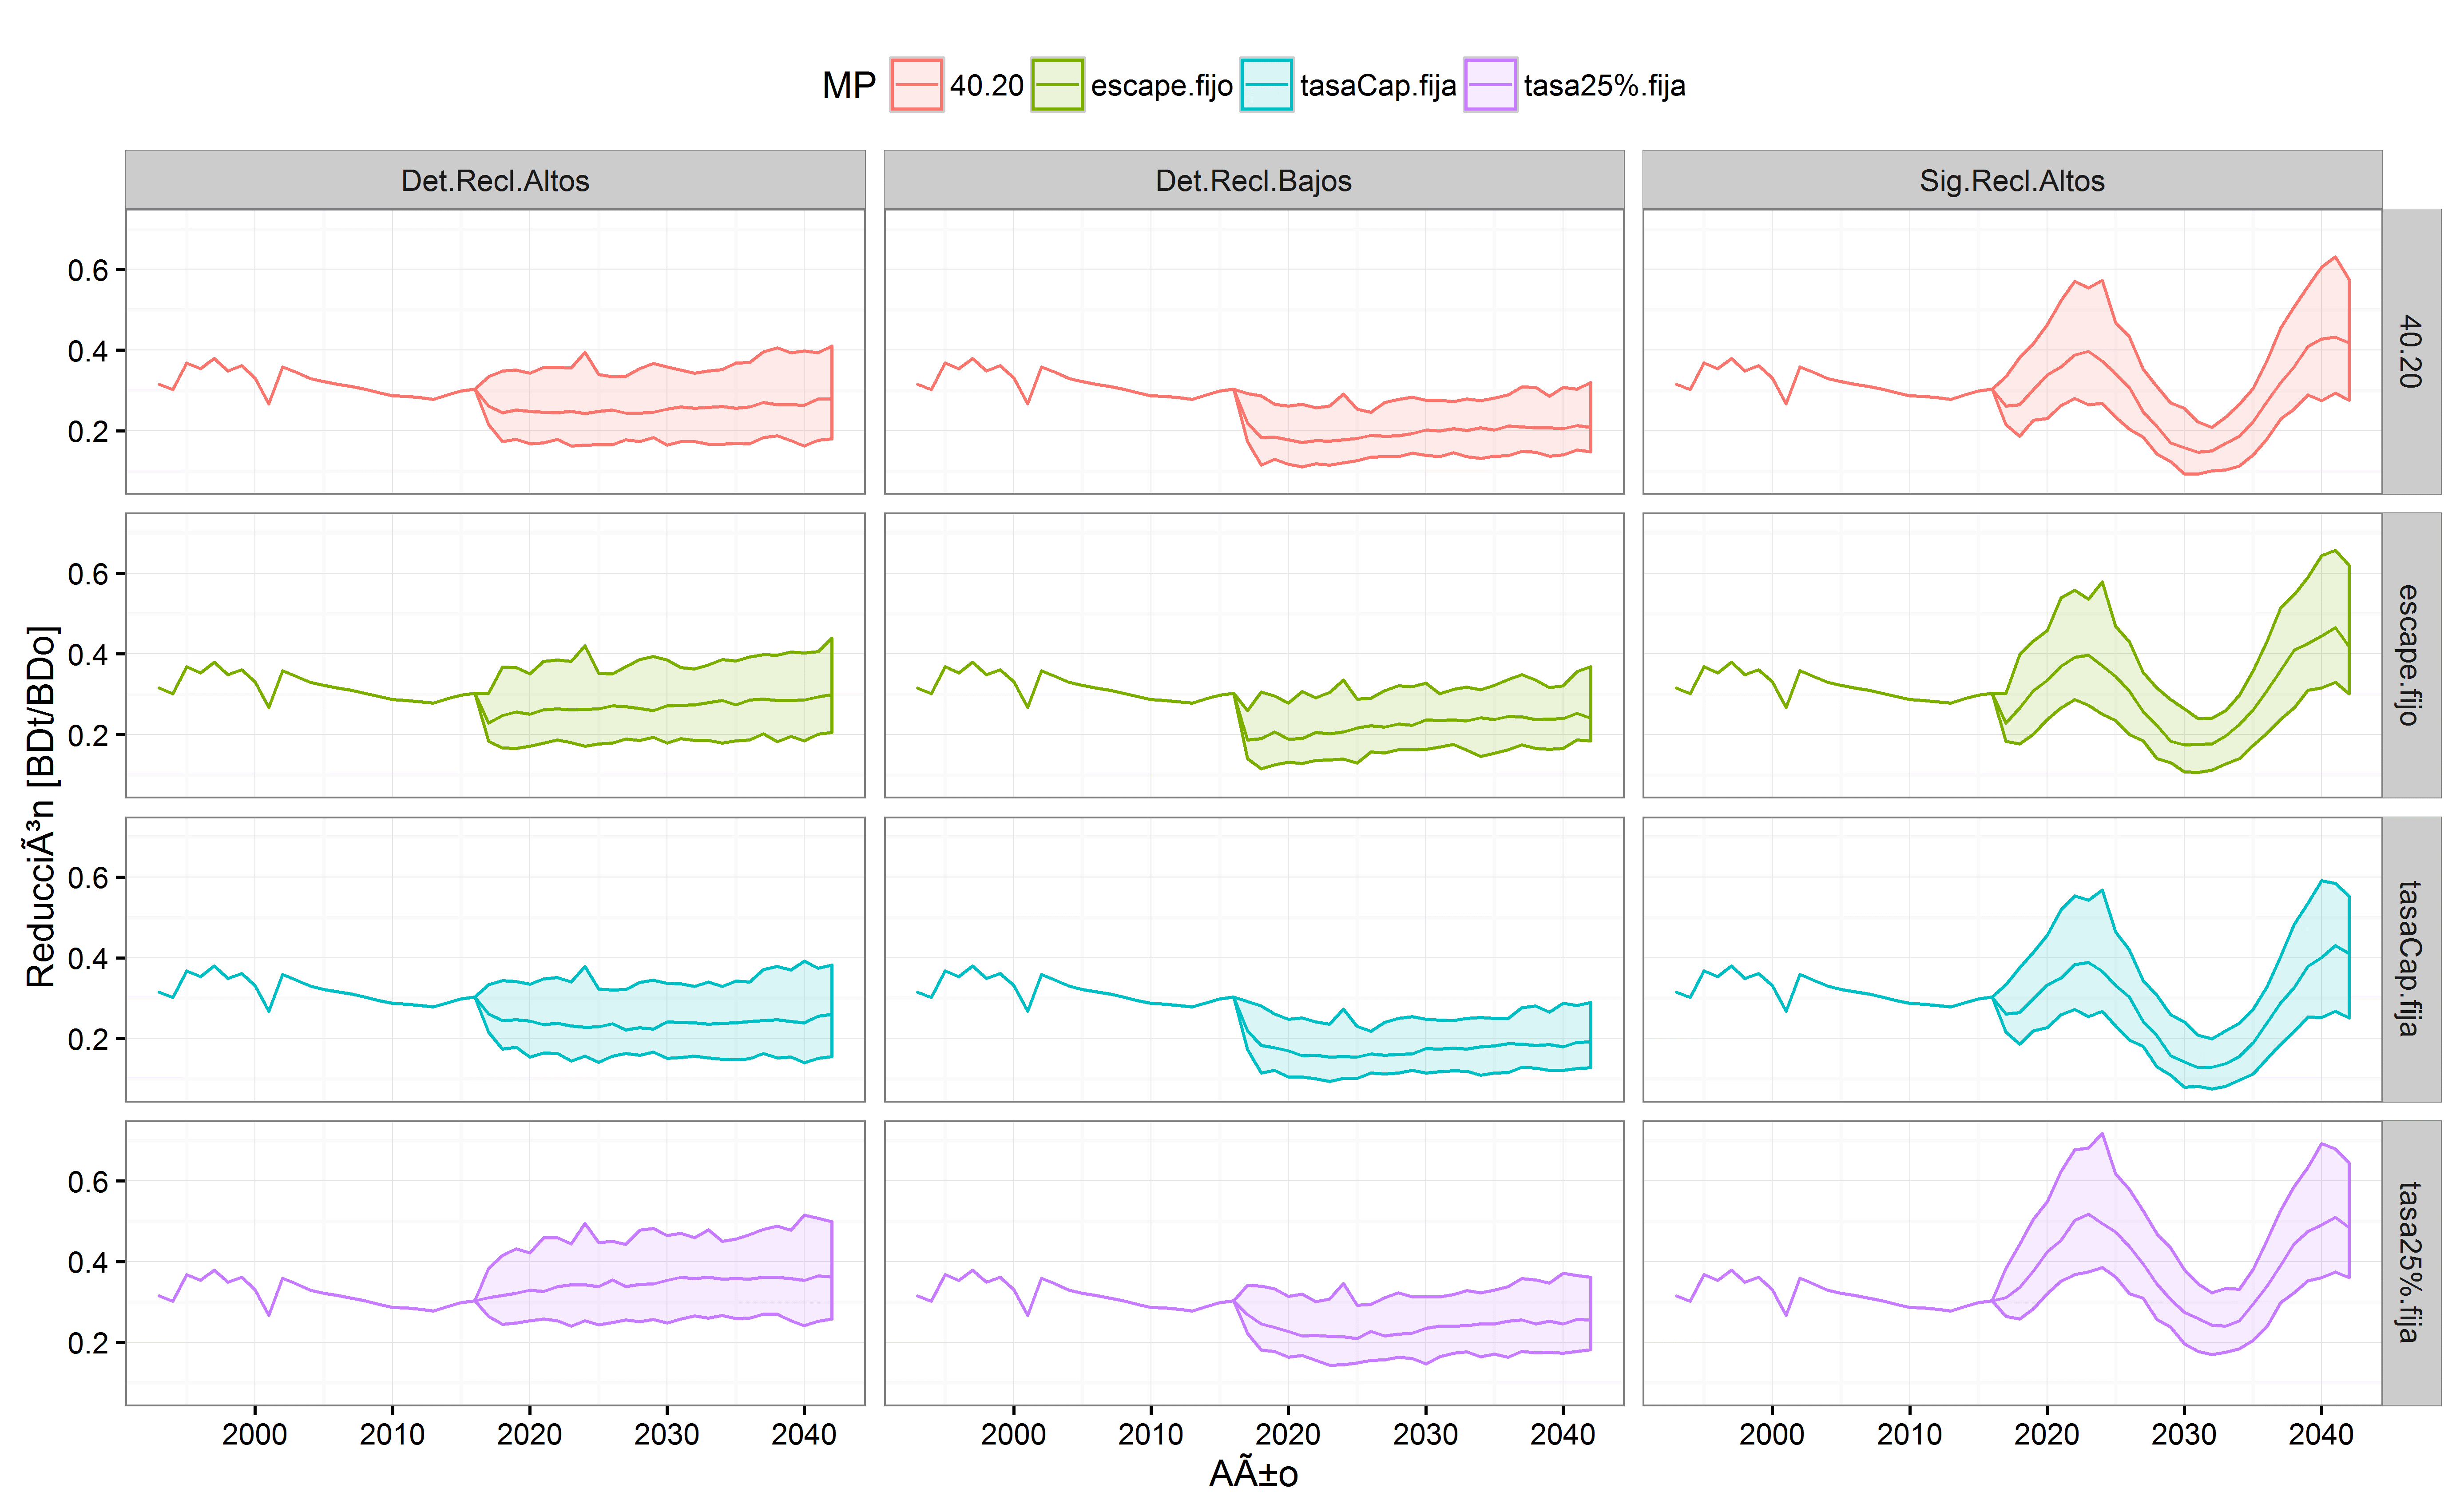 MP 40.20 escape.fijo tasaCap.fija tasa25%.fija
Det.Recl.Altos Det.Recl.Bajos Sig.Recl.Altos
0.6
0.4
0.2
40.20
0.6
0.4
0.2
escape.fijo
0.6
0.4
0.2
tasaCap.fija
0.6
0.4
0.2
tasa25%.fija
ReducciÃ³n [BDt/BDo]
2000 2010 2020 2030 2040 2000 2010 2020 2030 2040 2000 2010 2020 2030 2040
AÃ±o